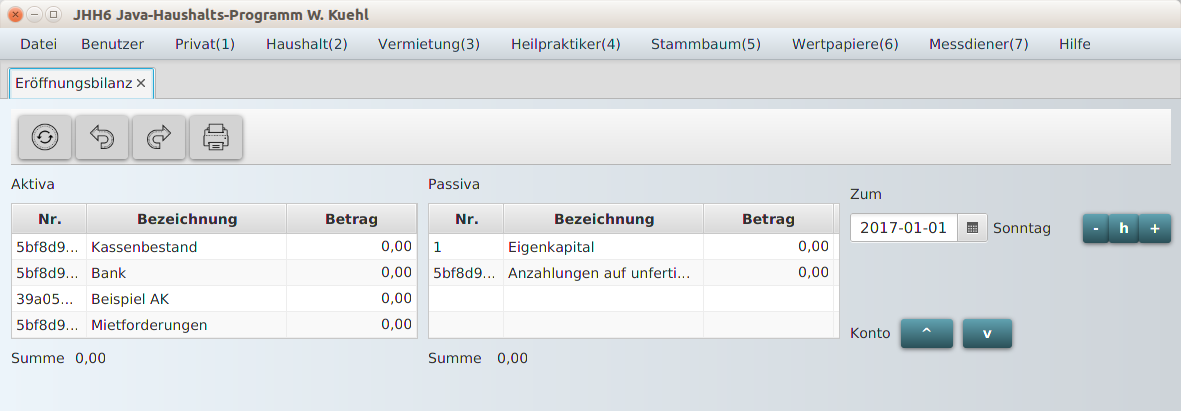 JHH6 Java-Haushalts-Programm W. Kuehl
Datei Benutzer Privat(1) Haushalt(2) Vermietung(3) Heilpraktiker(4) Stammbaum(5) Wertpapiere(6) Messdiener(7) Hilfe
Eröffnungsbilanz
Aktiva
Nr. Bezeichnung Betrag
5bf8d9... Kassenbestand 0,00
5bf8d9... Bank 0,00
39a05... Beispiel AK 0,00
5bf8d9... Mietforderungen 0,00
Summe 0,00
Passiva
Nr. Bezeichnung Betrag
1 Eigenkapital 0,00
5bf8d9... Anzahlungen auf unferti... 0,00
Summe 0,00
Zum
2017-01-01 Sonntag - h +
Konto ^ v